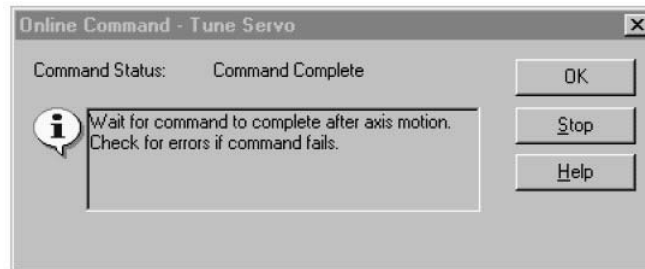 Online Command - Tune Servo
Command Status: Command Complete
OK
Wait for command to complete after axis motion.
Check for errors if command fails.
Stop
Help